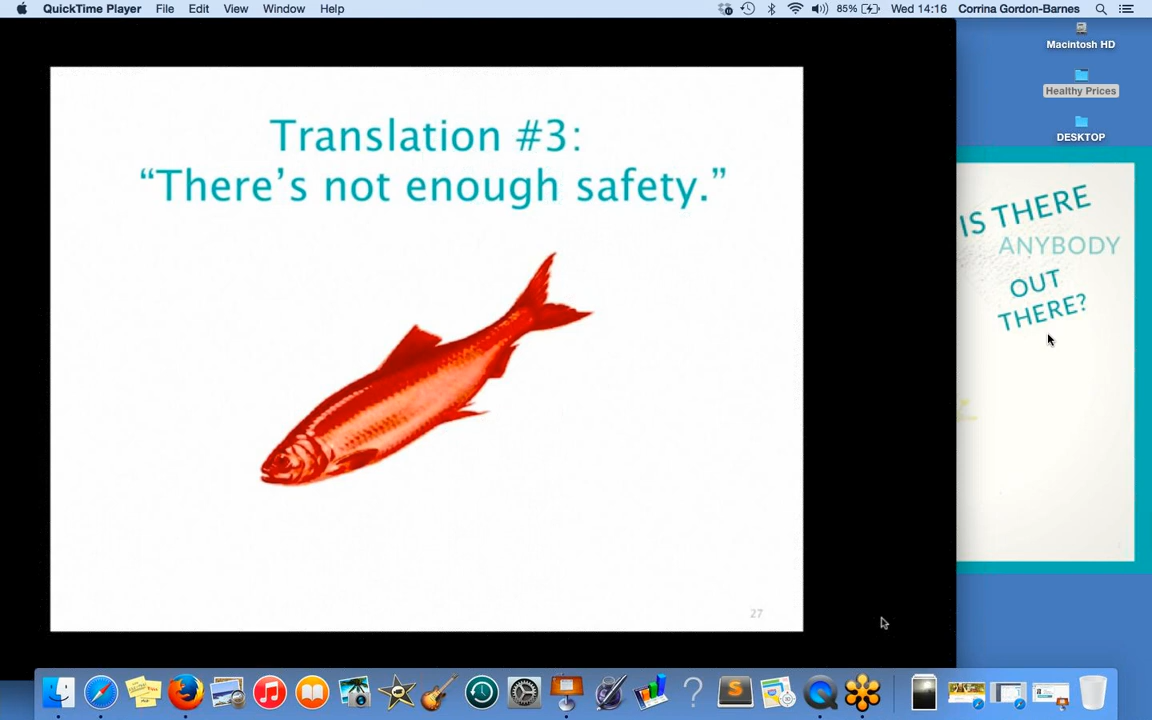 QuickTime Player File Edit View Window Help 85% Wed 14:16 Corrina Gordon-Barnes
Macintosh HD
Healthy Prices
DESKTOP
Translation #3:
“There’s not enough safety.”
27
IS THERE
ANYBODY
OUT
THERE?